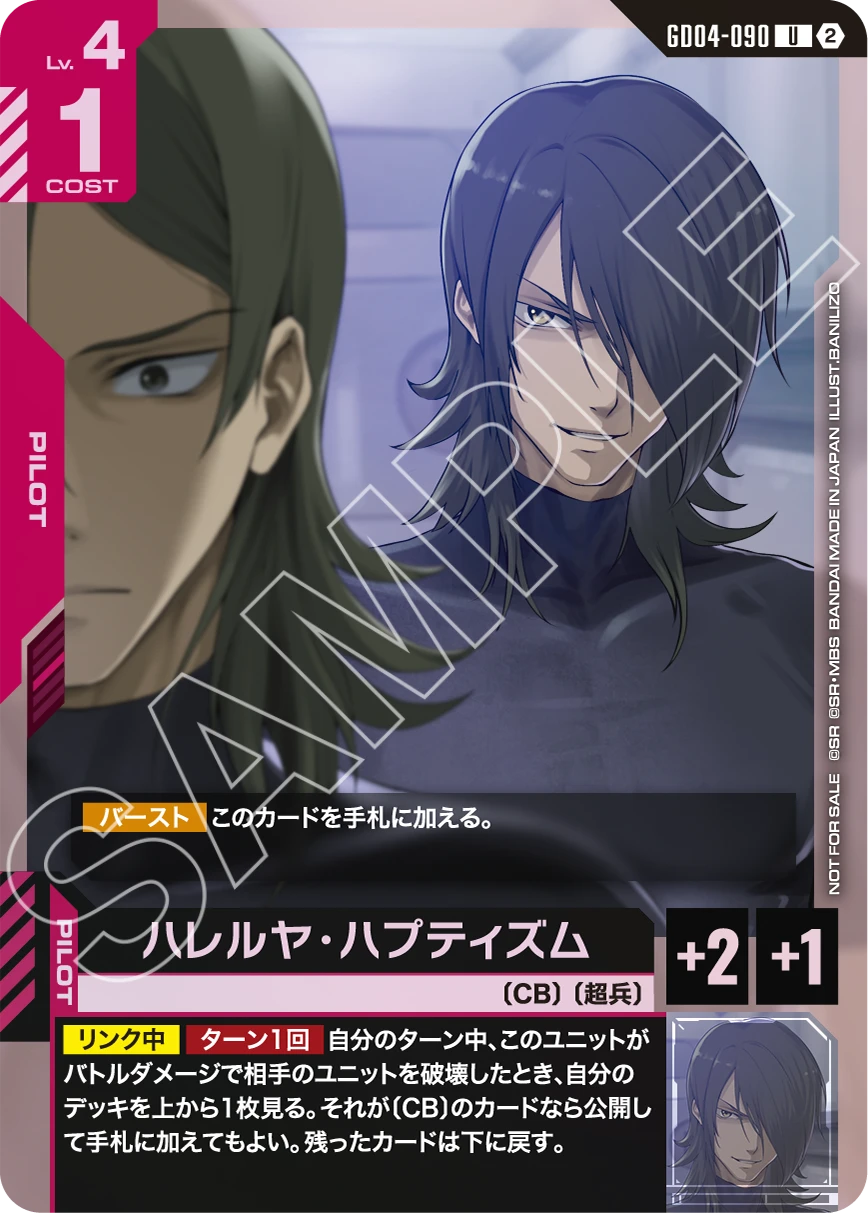 Lv. 4
1
COST
GD04-090 U 2
PILOT
SAMPLE
NOT FOR SALE ©SR ©SR・MBS BANDAI MADE IN JAPAN ILLUST.BANILIZO
バースト このカードを手札に加える。
PILOT
ハレルヤ・ハプティズム
+2 +1
〔CB〕〔超兵〕
リンク中 ターン1回 自分のターン中、このユニットが
バトルダメージで相手のユニットを破壊したとき、自分の
デッキを上から1枚見る。それが〔CB〕のカードなら公開し
て手札に加えてもよい。残ったカードは下に戻す。